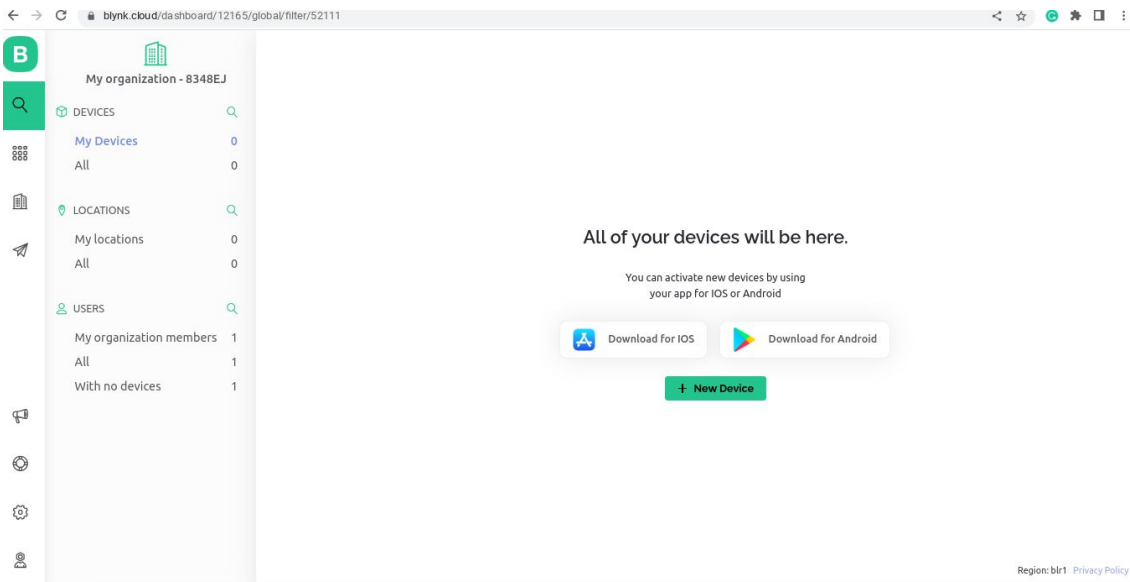 blynk.cloud/dashboard/12165/global/filter/52111
B
My organization - 8348EJ
DEVICES
My Devices 0
All 0
LOCATIONS
My locations 0
All 0
USERS
My organization members 1
All 1
With no devices 1
All of your devices will be here.
You can activate new devices by using
your app for IOS or Android
Download for IOS
Download for Android
+ New Device
Region: blr1 Privacy Policy